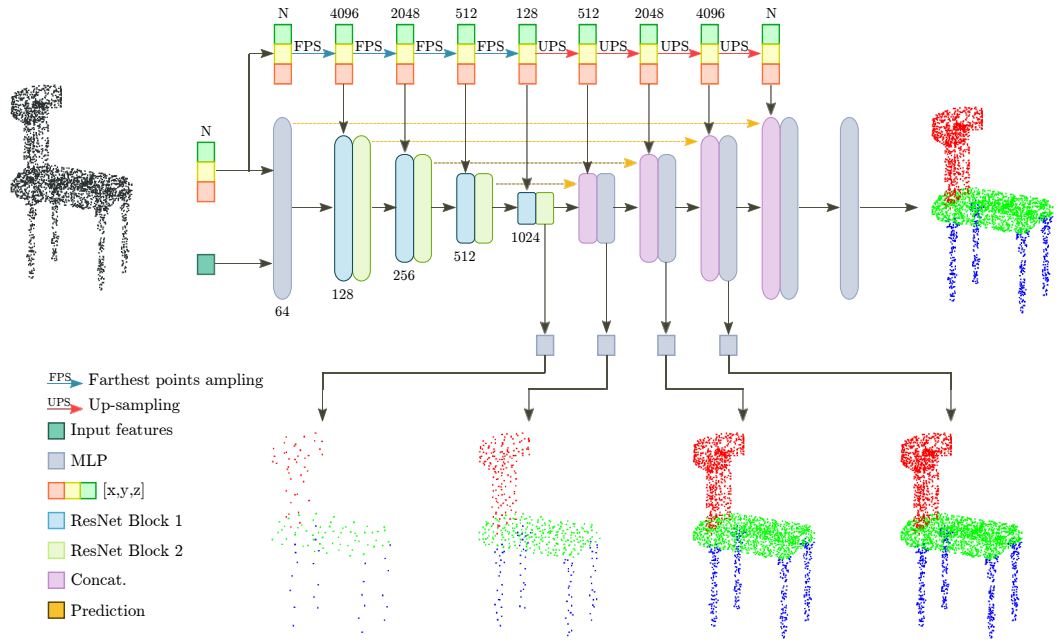 N 4096 2048 512 128 512 2048 4096 N
FPS FPS FPS FPS UPS UPS UPS UPS
N
1024
512
256
128
64
FPS Farthest points ampling
UPS Up-sampling
Input features
MLP
[x,y,z]
ResNet Block 1
ResNet Block 2
Concat.
Prediction